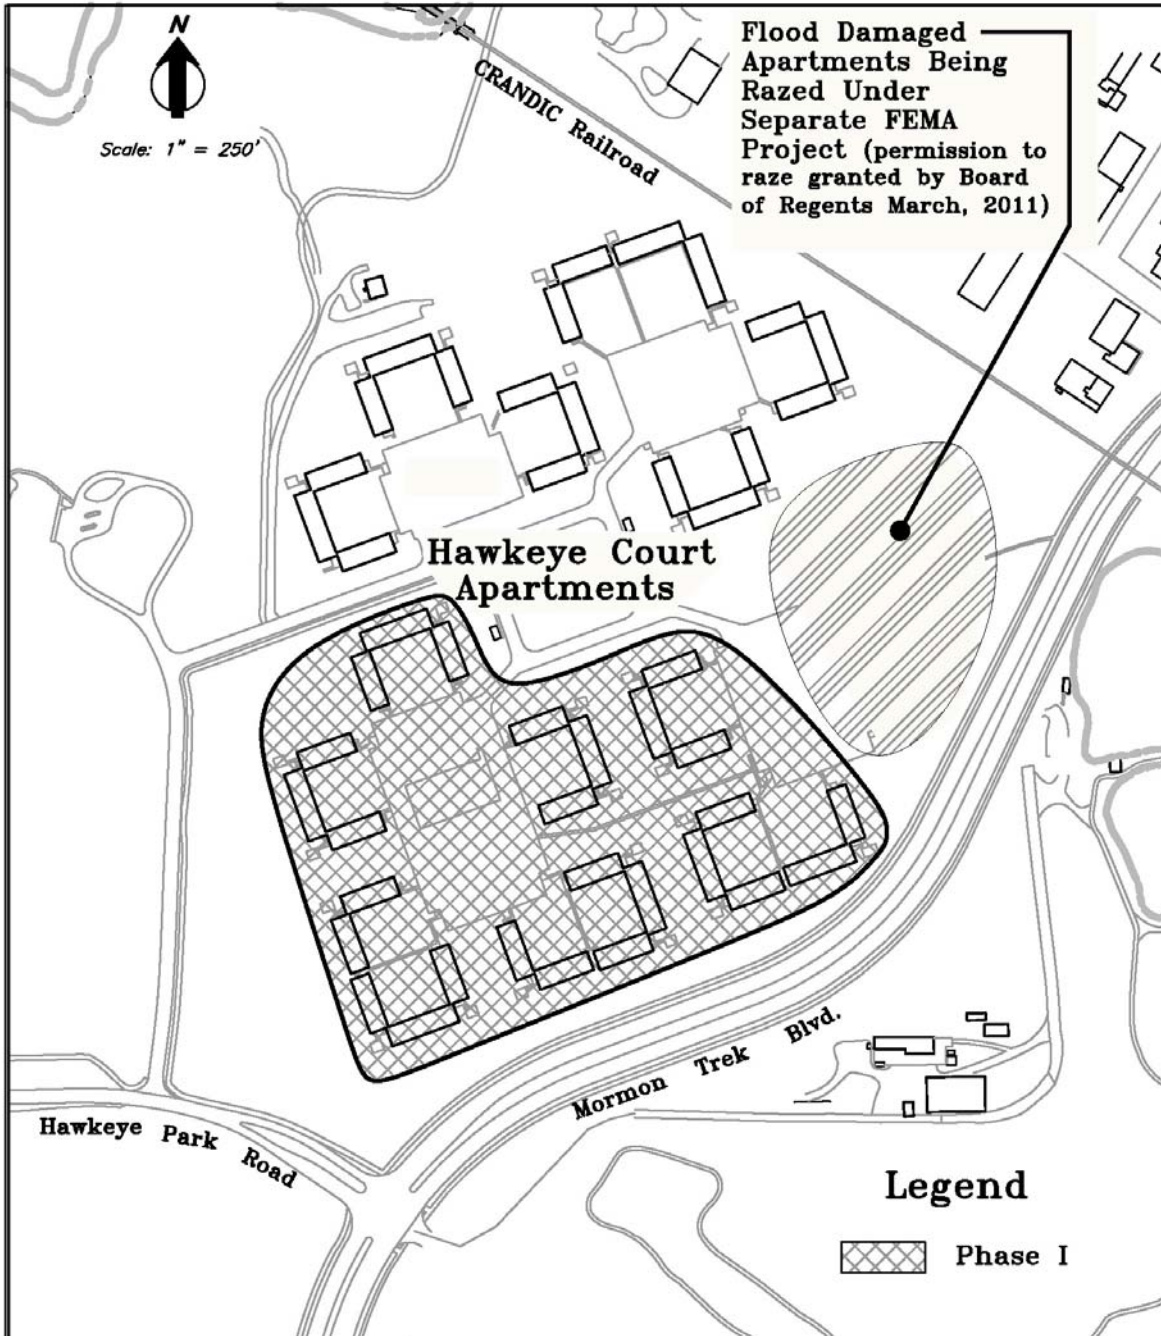 N
Scale: 1" = 250'
CRANDIC Railroad
Flood Damaged
Apartments Being
Razed Under
Separate FEMA
Project (permission to
raze granted by Board
of Regents March, 2011)
Hawkeye Court
Apartments
Mormon Trek Blvd.
Hawkeye Park Road
Legend
Phase I